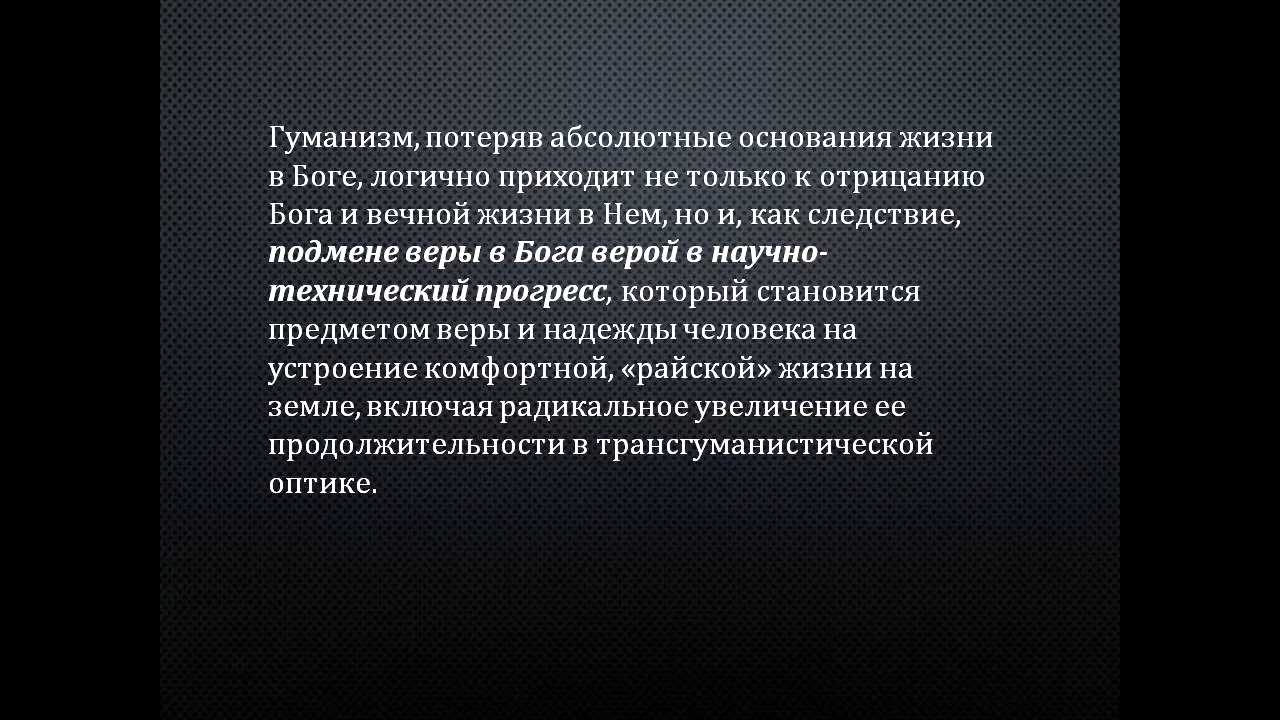 Гуманизм, потеряв абсолютные основания жизни
в Боге, логично приходит не только к отрицанию
Бога и вечной жизни в Нем, но и, как следствие,
подмене веры в Бога верой в научно-
технический прогресс, который становится
предметом веры и надежды человека на
устроение комфортной, «райской» жизни на
земле, включая радикальное увеличение ее
продолжительности в трансгуманистической
оптике.